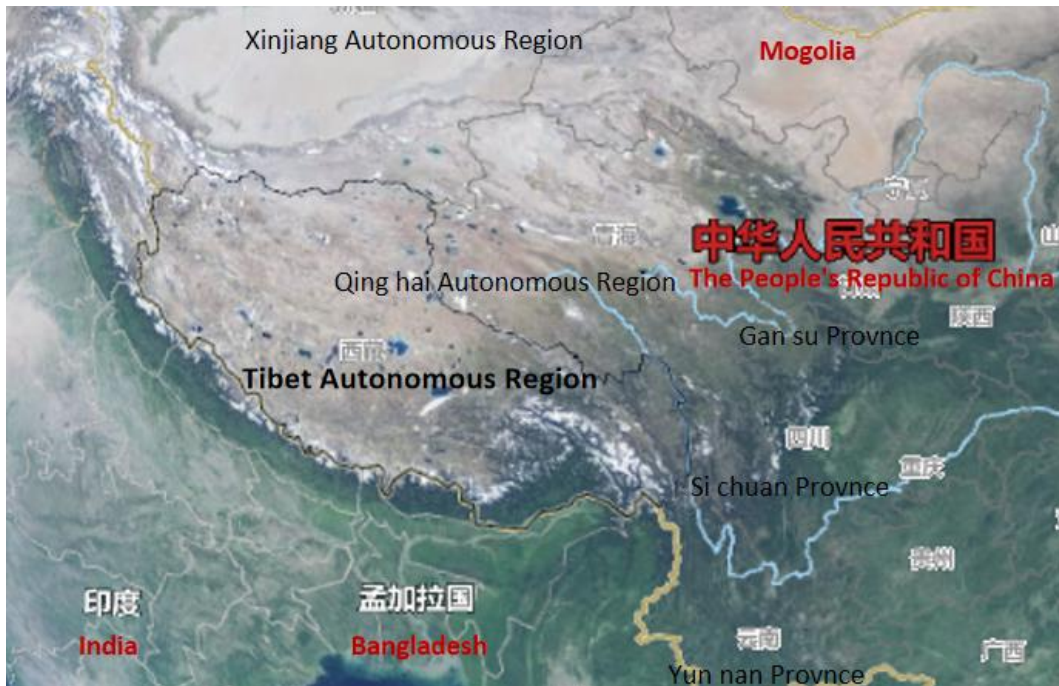 Xinjiang Autonomous Region
Mogolia
青海
中华人民共和国
Qing hai Autonomous Region
The People's Republic of China
陕西
Gan su Provnce
西藏
Tibet Autonomous Region
四川
重庆
Si chuan Provnce
贵州
印度
孟加拉国
India
Bangladesh
云南
广西
Yun nan Provnce